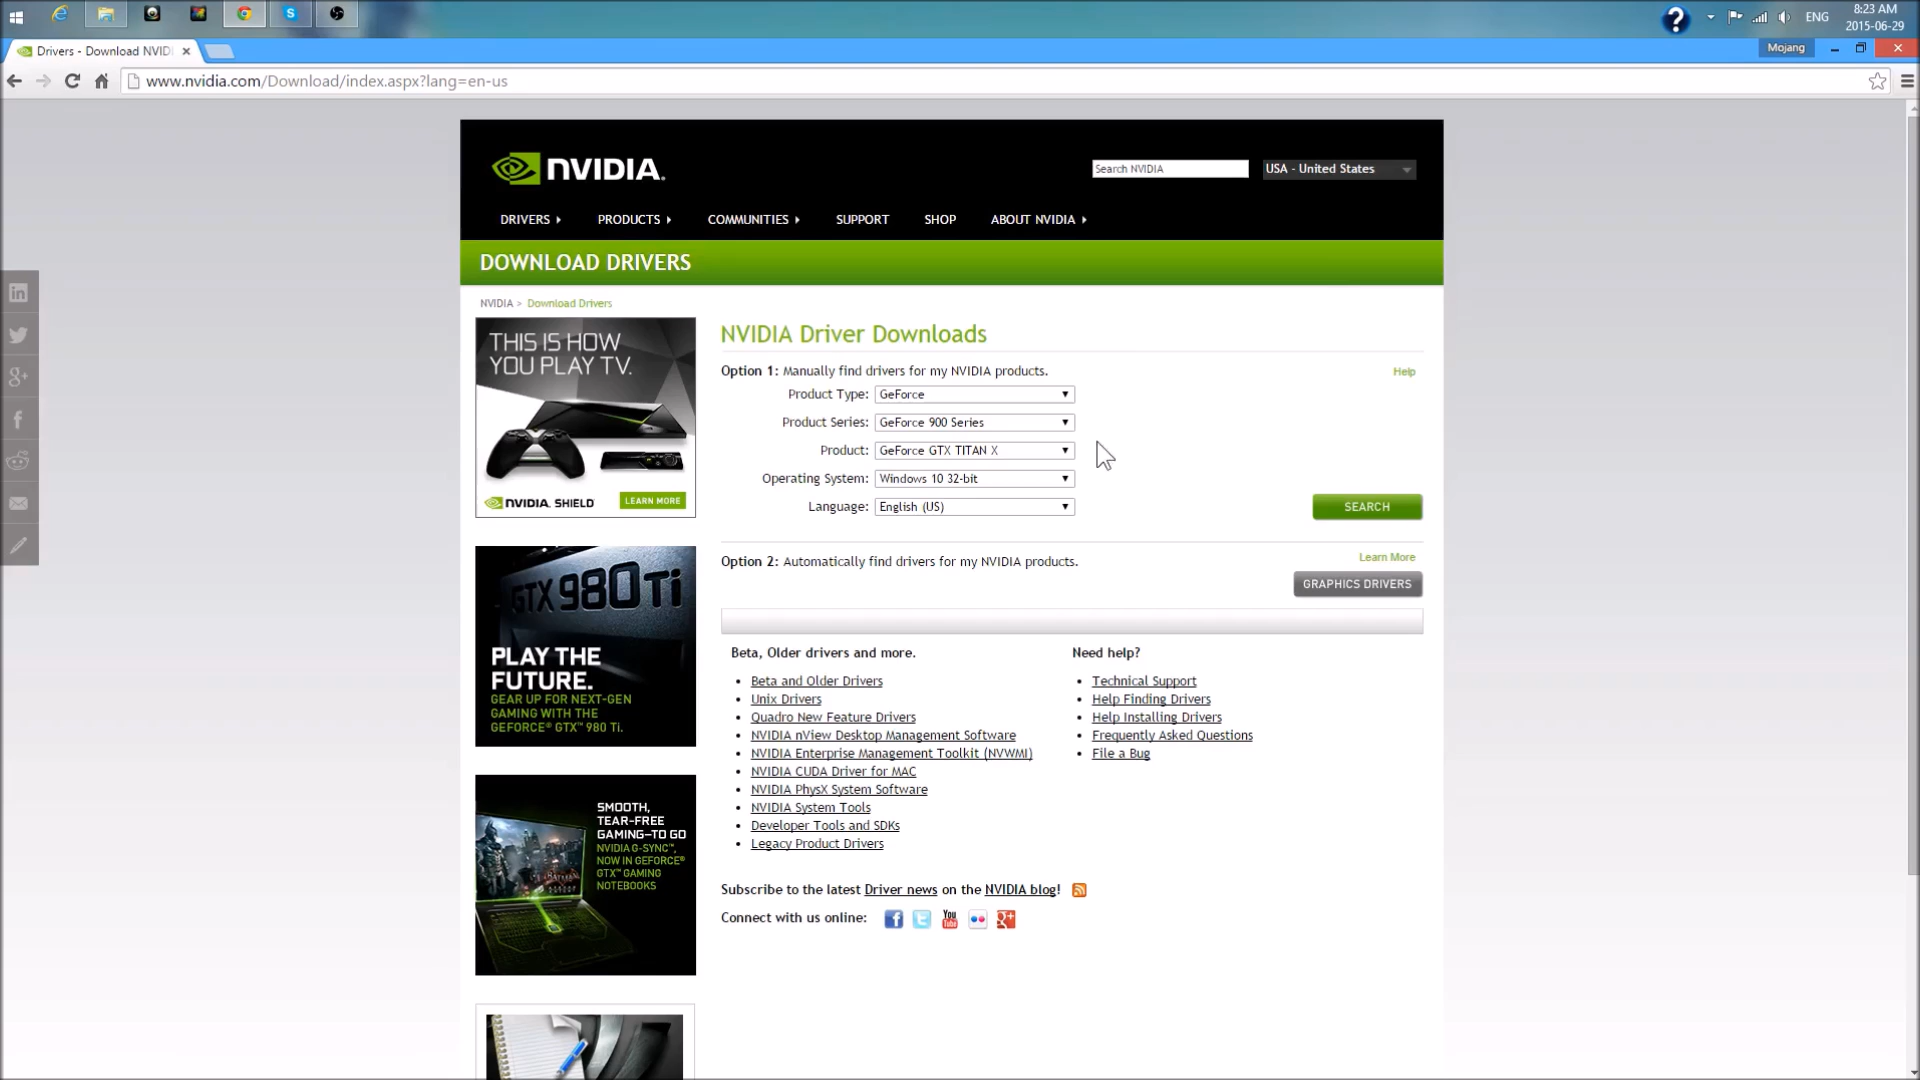 8:23 AM
ENG
2015-06-29
Drivers - Download NVIDI
Mojang
www.nvidia.com/Download/index.aspx?lang=en-us
NVIDIA.
Search NVIDIA
USA - United States
DRIVERS
PRODUCTS
COMMUNITIES
SUPPORT
SHOP
ABOUT NVIDIA
DOWNLOAD DRIVERS
NVIDIA > Download Drivers
THIS IS HOW
YOU PLAY TV.
NVIDIA. SHIELD
LEARN MORE
NVIDIA Driver Downloads
Option 1: Manually find drivers for my NVIDIA products.
Help
Product Type: GeForce
Product Series: GeForce 900 Series
Product: GeForce GTX TITAN X
Operating System: Windows 10 32-bit
Language: English (US)
SEARCH
Option 2: Automatically find drivers for my NVIDIA products.
Learn More
GRAPHICS DRIVERS
GTX 980Ti
PLAY THE
FUTURE.
GEAR UP FOR NEXT-GEN
GAMING WITH THE
GEFORCE® GTX™ 980 Ti.
Beta, Older drivers and more.
Beta and Older Drivers
Unix Drivers
Quadro New Feature Drivers
NVIDIA nView Desktop Management Software
NVIDIA Enterprise Management Toolkit (NVWMI)
NVIDIA CUDA Driver for MAC
NVIDIA PhysX System Software
NVIDIA System Tools
Developer Tools and SDKs
Legacy Product Drivers
Need help?
Technical Support
Help Finding Drivers
Help Installing Drivers
Frequently Asked Questions
File a Bug
SMOOTH,
TEAR-FREE
GAMING—TO GO
NVIDIA G-SYNC™,
NOW IN GEFORCE®
GTX™ GAMING
NOTEBOOKS
Subscribe to the latest Driver news on the NVIDIA blog!
Connect with us online:
You
Tube